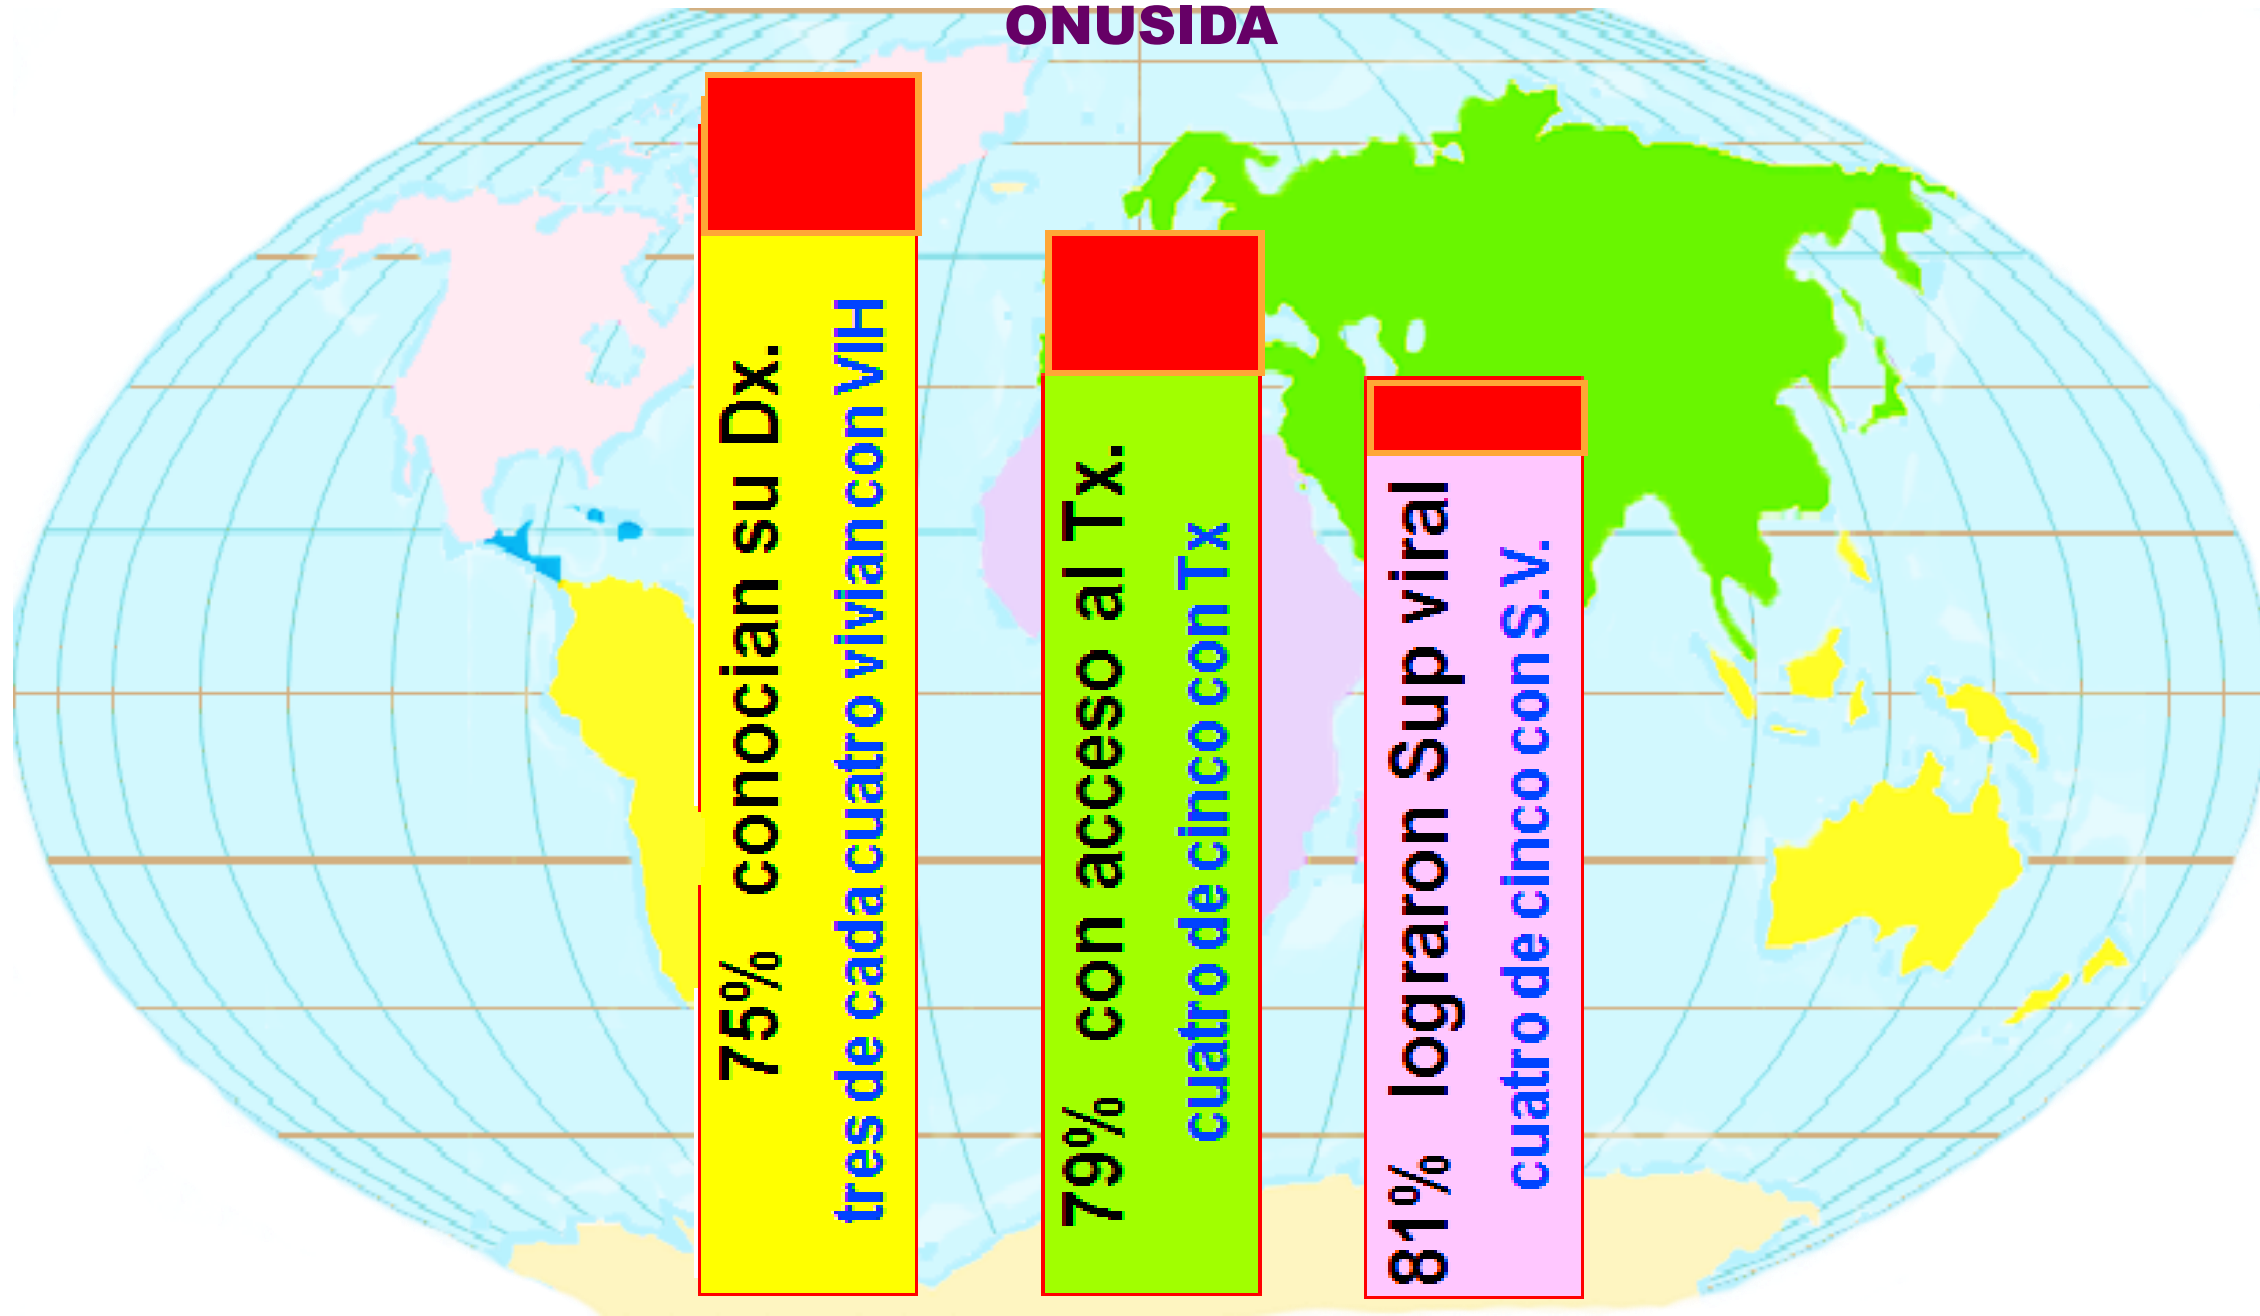 ONUSIDA
75% conocian su Dx.
tres de cada cuatro vivian con VIH
79% con acceso al Tx.
cuatro de cinco con Tx
81% lograron Sup viral
cuatro de cinco con S.V.